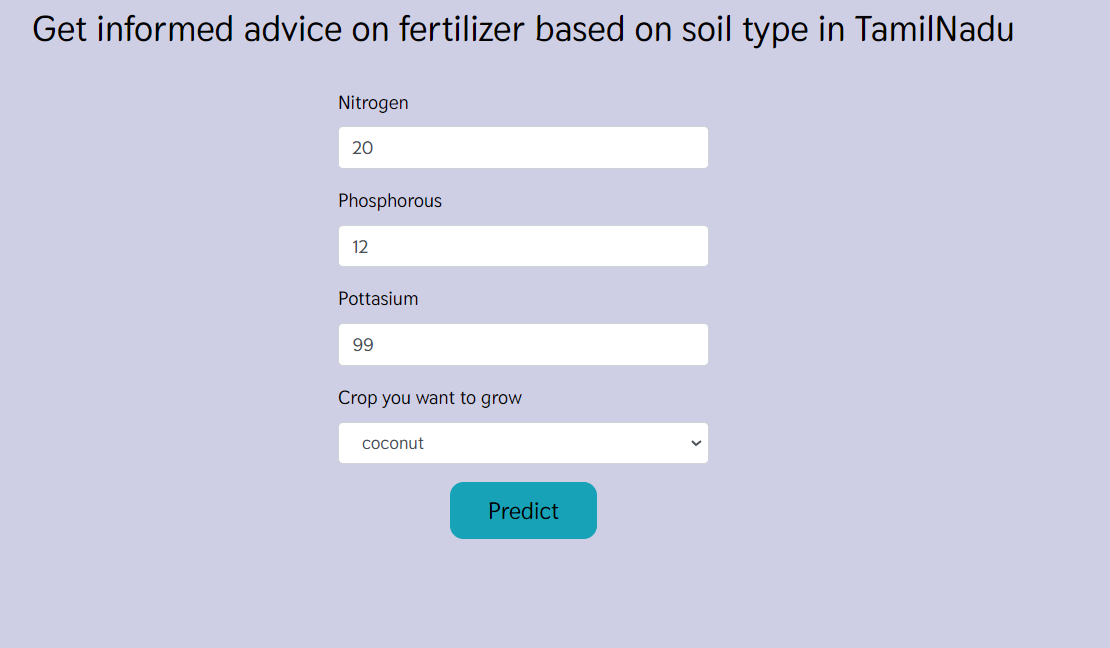 Get informed advice on fertilizer based on soil type in TamilNadu
Nitrogen
20
Phosphorous
12
Pottasium
99
Crop you want to grow
coconut
Predict